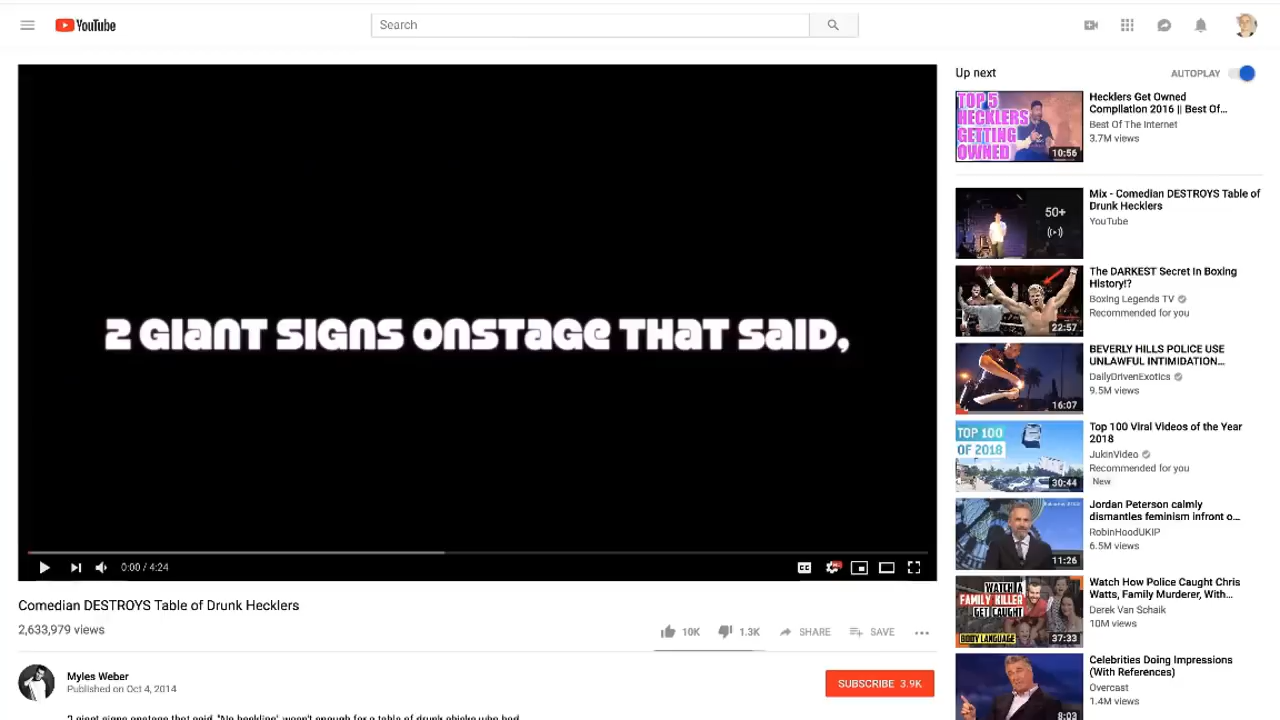 YouTube
Search
2 GIANT SIGNS ONSTAGE THAT SAID,
0:00 / 4:24
CC
Comedian DESTROYS Table of Drunk Hecklers
2,633,979 views
10K
1.3K
SHARE
SAVE
Myles Weber
Published on Oct 4, 2014
SUBSCRIBE 3.9K
Up next
AUTOPLAY
TOP 5
HECKLERS
GETTING
OWNED
10:56
Hecklers Get Owned
Compilation 2016 || Best Of...
Best Of The Internet
3.7M views
50+
Mix - Comedian DESTROYS Table of
Drunk Hecklers
YouTube
22:57
The DARKEST Secret In Boxing
History!?
Boxing Legends TV
Recommended for you
16:07
BEVERLY HILLS POLICE USE
UNLAWFUL INTIMIDATION...
DailyDrivenExotics
9.5M views
TOP 100
OF 2018
30:44
Top 100 Viral Videos of the Year
2018
JukinVideo
Recommended for you
New
11:26
Jordan Peterson calmly
dismantles feminism infront o...
RobinHoodUKIP
6.5M views
WATCH A
FAMILY KILLER
GET CAUGHT
BODY LANGUAGE
37:33
Watch How Police Caught Chris
Watts, Family Murderer, With...
Derek Van Schaik
10M views
8:03
Celebrities Doing Impressions
(With References)
Overcast
1.4M views